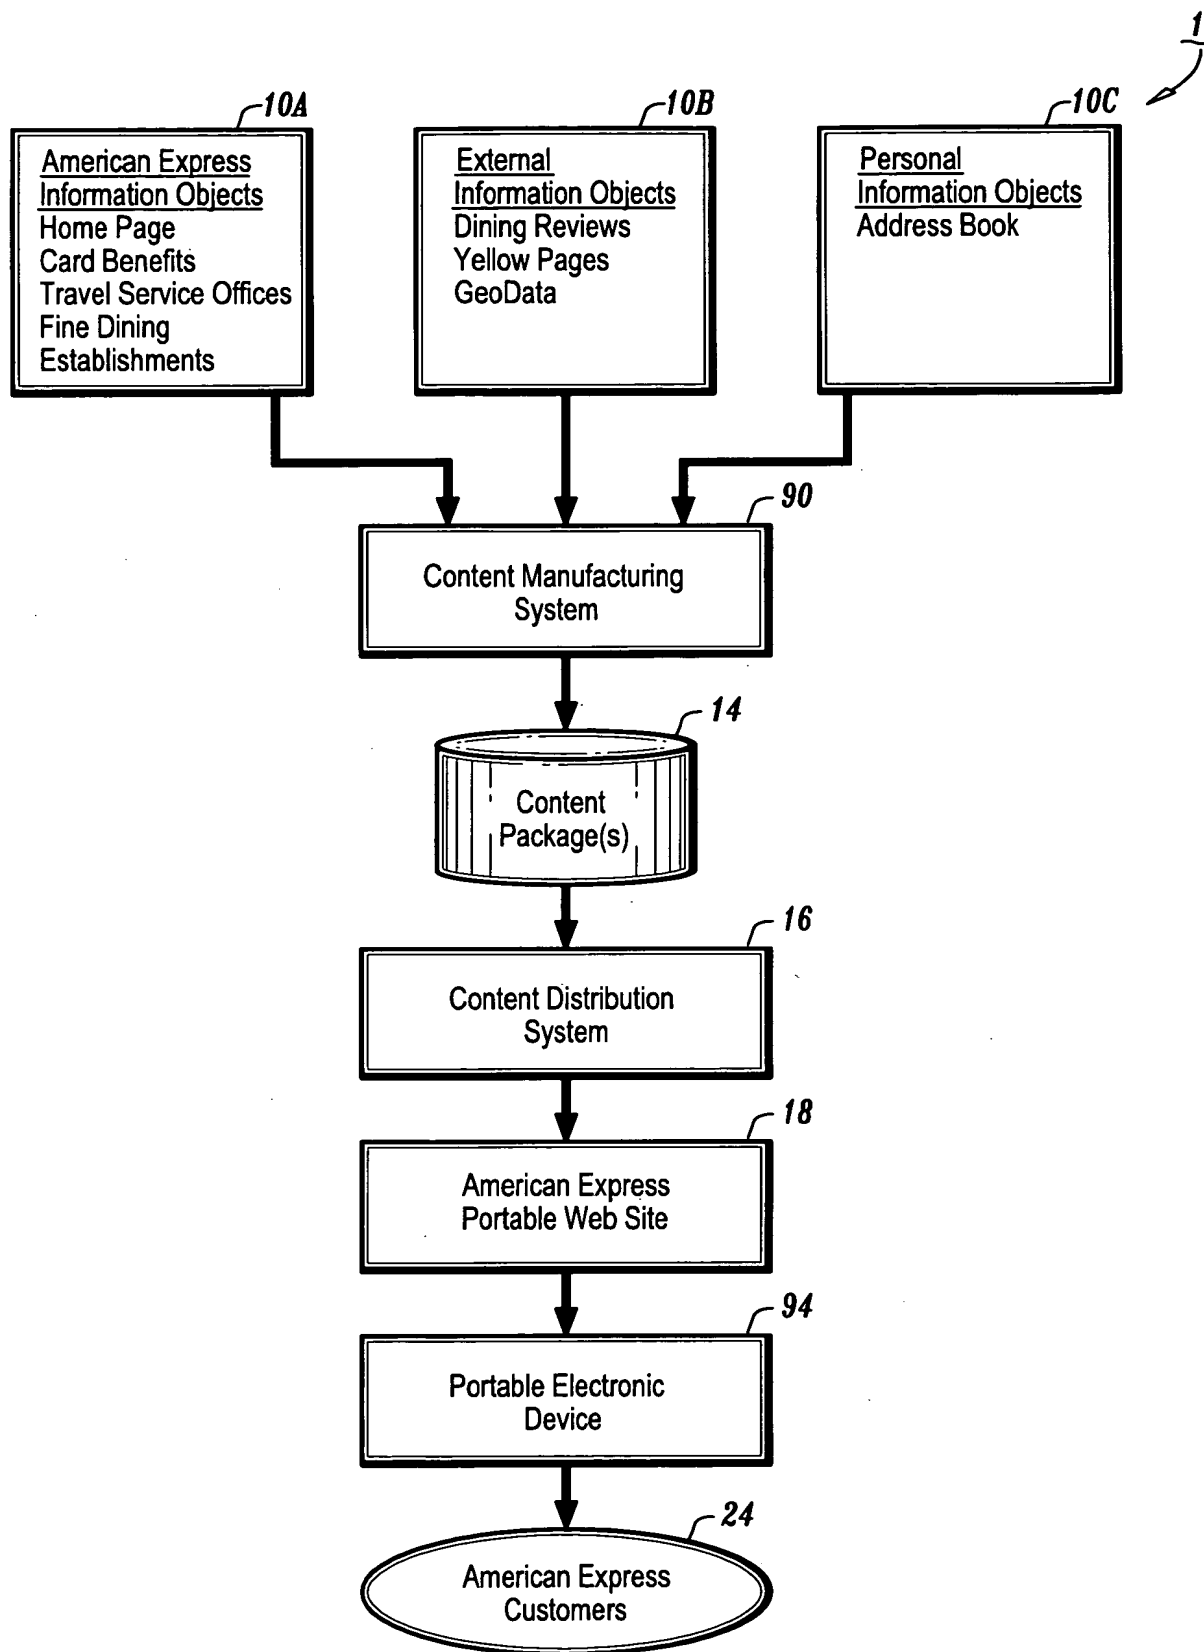 1
10A
10B
10C
American Express
Information Objects
Home Page
Card Benefits
Travel Service Offices
Fine Dining
Establishments
External
Information Objects
Dining Reviews
Yellow Pages
GeoData
Personal
Information Objects
Address Book
90
Content Manufacturing
System
14
Content
Package(s)
16
Content Distribution
System
18
American Express
Portable Web Site
94
Portable Electronic
Device
24
American Express
Customers